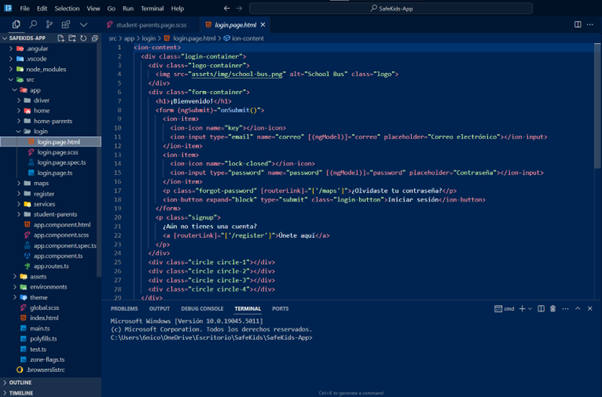 File Edit Selection View Go Run Terminal Help
SafeKids-App
SAFEKIDS-APP
.angular
.vscode
node_modules
src
app
driver
home
home-parents
login
login.page.html
login.page.scss
login.page.spec.ts
login.page.ts
maps
register
services
student-parents
app.component.html
app.component.scss
app.component.spec.ts
app.component.ts
app.routes.ts
assets
environments
theme
global.scss
index.html
main.ts
polyfills.ts
test.ts
zone-flags.ts
.browserslistrc
OUTLINE
TIMELINE
student-parents.page.scss login.page.html
src > app > login > login.page.html > ion-content
1 <ion-content>
2 <div class="login-container">
3 <div class="logo-container">
4 <img src="assets/img/school-bus.png" alt="School Bus" class="logo">
5 </div>
6 <div class="form-container">
7 <h1>¡Bienvenido!</h1>
8 <form (ngSubmit)="onSubmit()">
9 <ion-item>
10 <ion-icon name="key"></ion-icon>
11 <ion-input type="email" name="correo" [(ngModel)]="correo" placeholder="Correo electrónico"></ion-input>
12 </ion-item>
13 <ion-item>
14 <ion-icon name="lock-closed"></ion-icon>
15 <ion-input type="password" name="password" [(ngModel)]="password" placeholder="Contraseña"></ion-input>
16 </ion-item>
17 <p class="forgot-password" [routerLink]="['/maps']">¿Olvidaste tu contraseña?</p>
18 <ion-button expand="block" type="submit" class="login-button">Iniciar sesión</ion-button>
19 </form>
20 <p class="signup">
21 ¿Aún no tienes una cuenta?
22 <a [routerLink]="['/register']">Únete aquí</a>
23 </p>
24 </div>
25 <div class="circle circle-1"></div>
26 <div class="circle circle-2"></div>
27 <div class="circle circle-3"></div>
28 <div class="circle circle-4"></div>
29 </div>
PROBLEMS OUTPUT DEBUG CONSOLE TERMINAL PORTS
cmd
Microsoft Windows [Versión 10.0.19045.5011]
(c) Microsoft Corporation. Todos los derechos reservados.
C:\Users\6nico\OneDrive\Escritorio\SafeKids\SafeKids-App>
Ctrl+K to generate a command